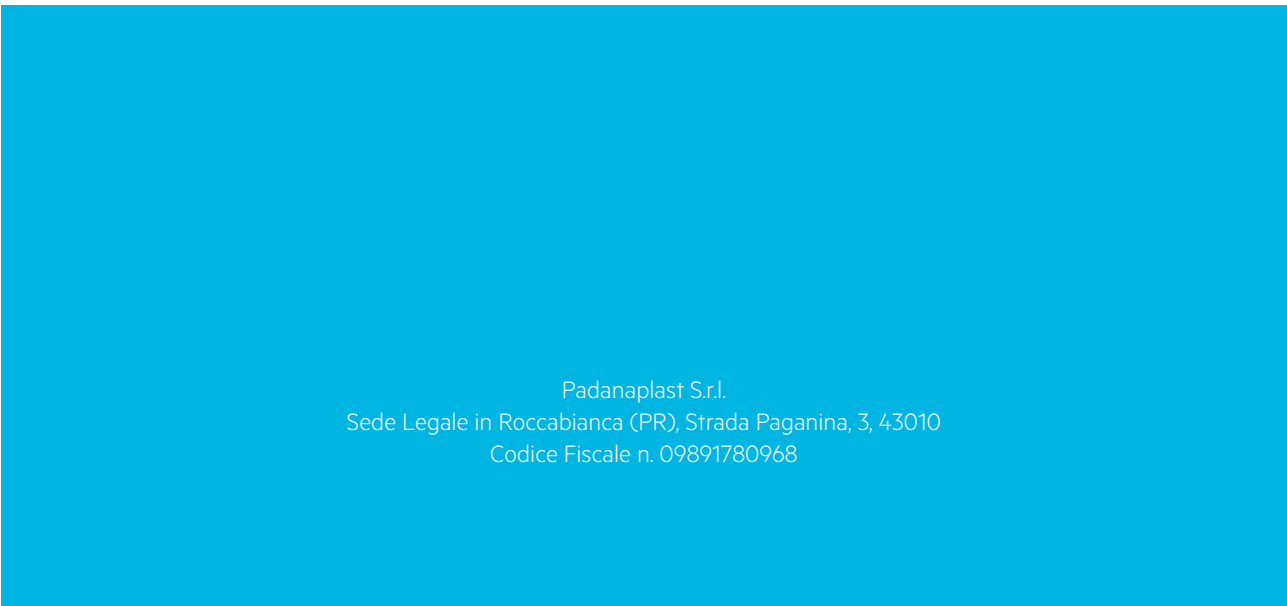 Padanaplast S.r.l.
Sede Legale in Roccabianca (PR), Strada Paganina, 3, 43010
Codice Fiscale n. 09891780968